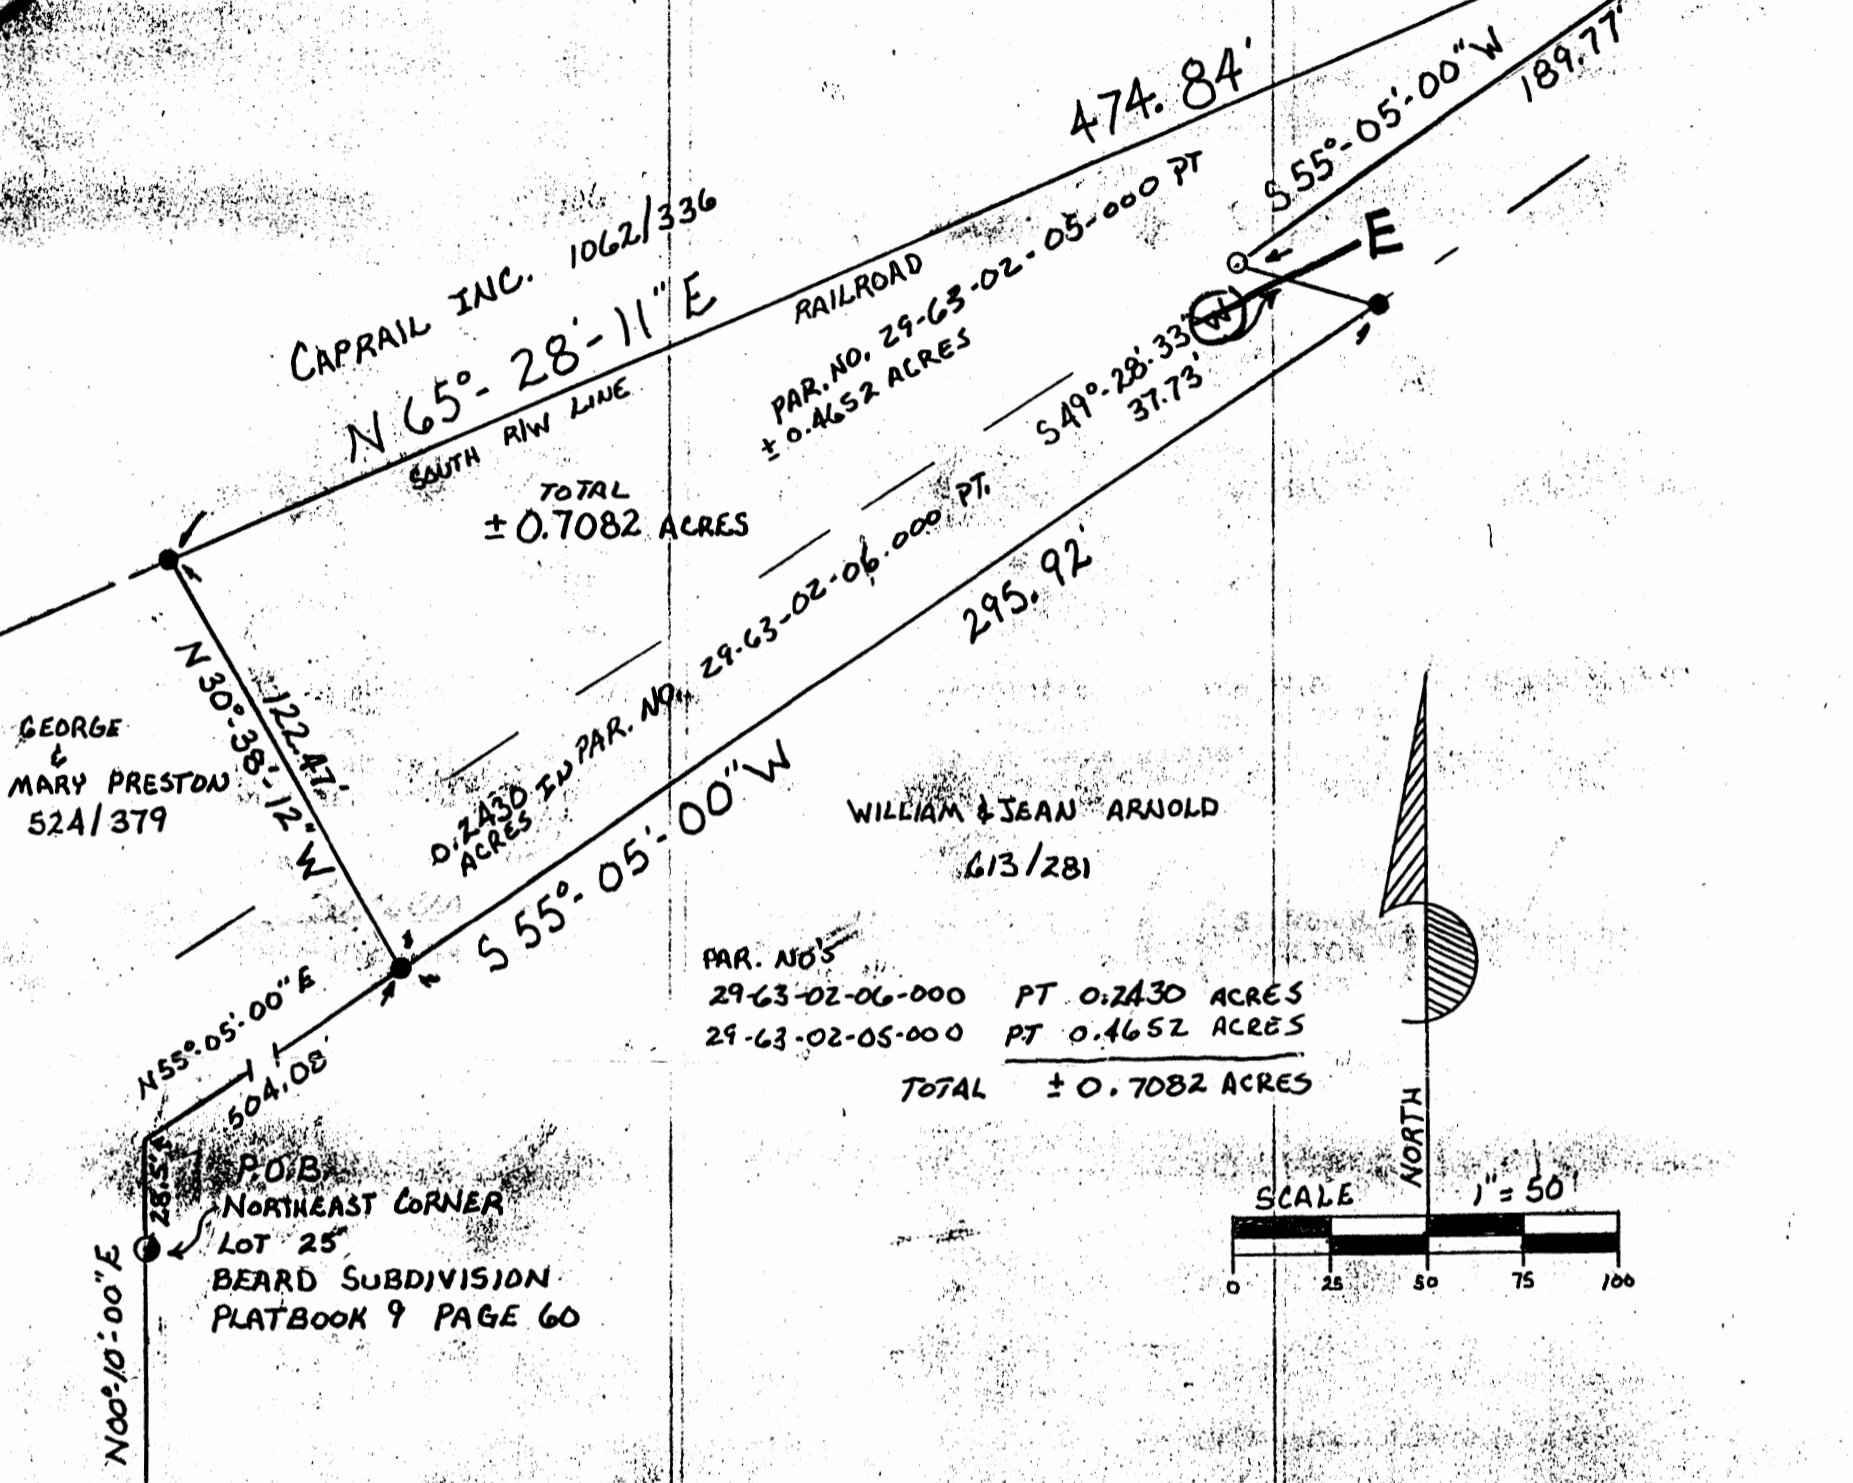 474.84'
S 55°-05'-00" W
189.77'
CAPRAIL INC. 1062/336
N 65°-28'-11" E
SOUTH R/W LINE
RAILROAD
PAR. NO. 29-63-02-05-000 PT
± 0.4652 ACRES
E
S 49°-28'-33" W
37.73'
TOTAL
± 0.7082 ACRES
0.2430 IN PAR. NO. 29-63-02-06-000 PT.
ACRES
295.92'
S 55°-05'-00" W
122.47'
N 30°-38'-12" W
GEORGE
&
MARY PRESTON
524/379
WILLIAM & JEAN ARNOLD
613/281
PAR. NO'S
29-63-02-06-000 PT 0.2430 ACRES
29-63-02-05-000 PT 0.4652 ACRES
TOTAL ± 0.7082 ACRES
N 55°-05'-00" E
504.08'
28.5'
P.O.B.
NORTHEAST CORNER
LOT 25
BEARD SUBDIVISION
PLATBOOK 9 PAGE 60
N 00°-10'-00" E
NORTH
SCALE 1" = 50'
0 25 50 75 100